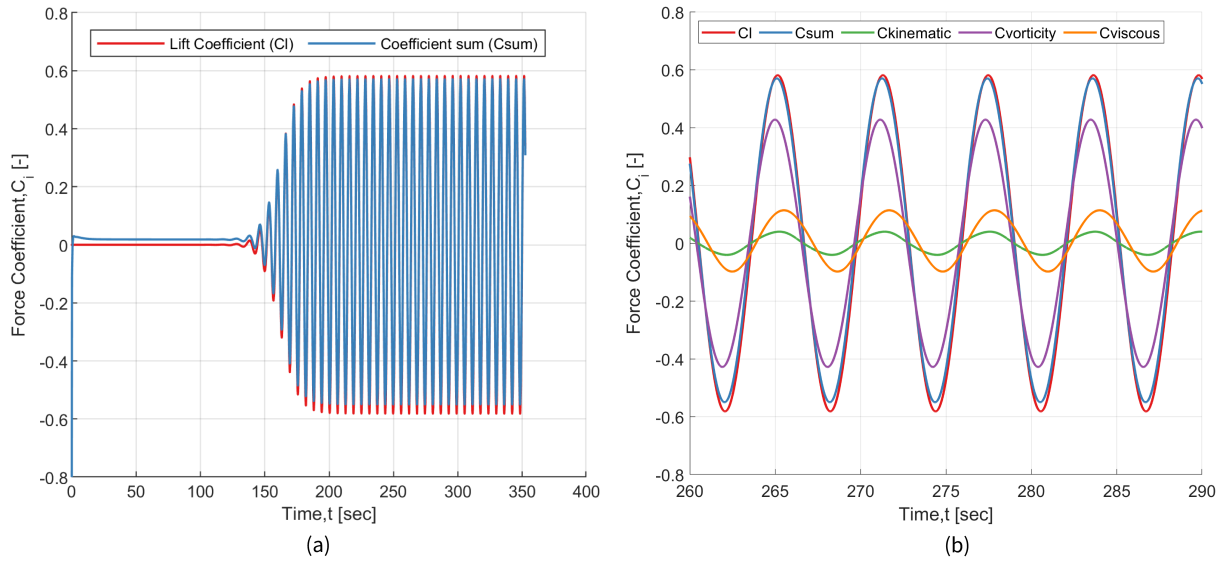 Lift Coefficient (Cl) Coefficient sum (Csum)
0.8
0.6
0.4
0.2
0
-0.2
-0.4
-0.6
-0.8
Force Coefficient,C_i [-]
0 50 100 150 200 250 300 350 400
Time,t [sec]
(a)
Cl Csum Ckinematic Cvorticity Cviscous
0.8
0.6
0.4
0.2
0
-0.2
-0.4
-0.6
-0.8
Force Coefficient,C_i [-]
260 265 270 275 280 285 290
Time,t [sec]
(b)